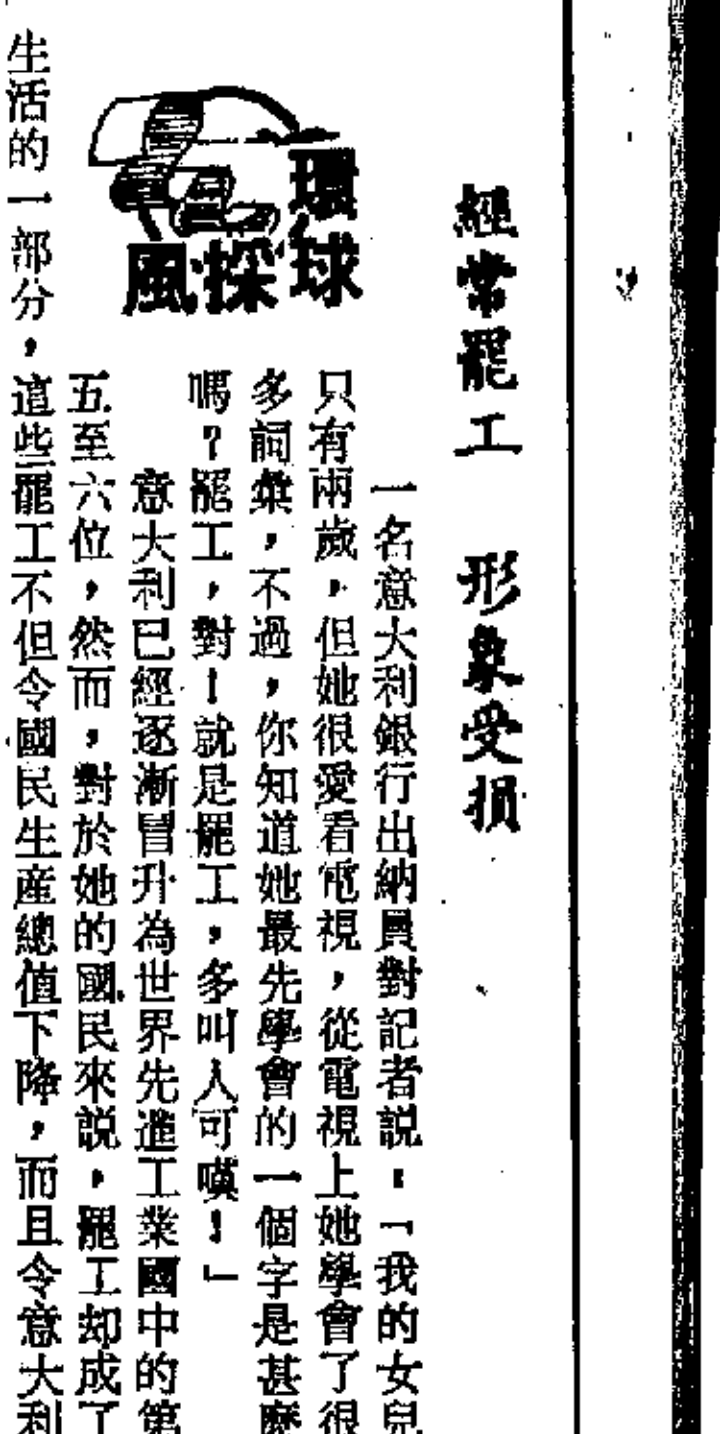 經常罷工　形象受損
環球
探風
一名意大利銀行出納員對記者説：「我的女兒
只有兩歲，但她很愛看電視，從電視上她學會了很
多詞彙，不過，你知道她最先學會的一個字是甚麽
嗎？罷工，對！就是罷工，多叫人可嘆！」
意大利已經逐漸冒升為世界先進工業國中的第
五至六位，然而，對於她的國民來説，罷工却成了
生活的一部分，這些罷工不但令國民生産總值下降，而且令意大利